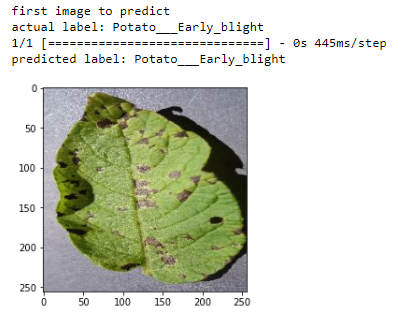 first image to predict
actual label: Potato___Early_blight
1/1 [==============================] - 0s 445ms/step
predicted label: Potato___Early_blight
0
50
100
150
200
250
0 50 100 150 200 250